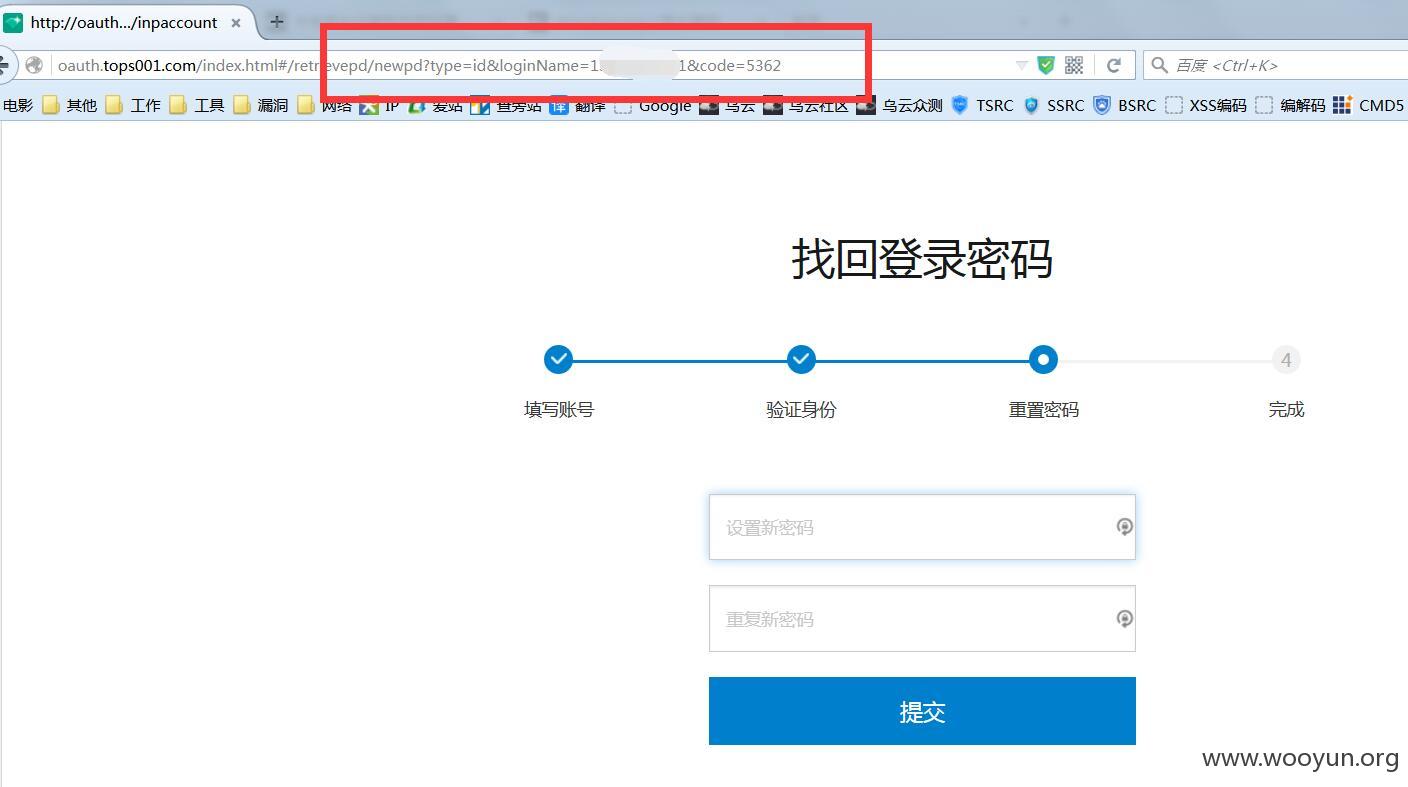 http://oauth.../inpaccount
oauth.tops001.com/index.html#/retrievepd/newpd?type=id&loginName=1 1&code=5362
百度 <Ctrl+K>
电影 其他 工作 工具 漏洞 网络 IP 爱站 查旁站 翻译 Google 乌云 乌云社区 乌云众测 TSRC SSRC BSRC XSS编码 编解码 CMD5
找回登录密码
4
填写账号 验证身份 重置密码 完成
设置新密码
重复新密码
提交
www.wooyun.org